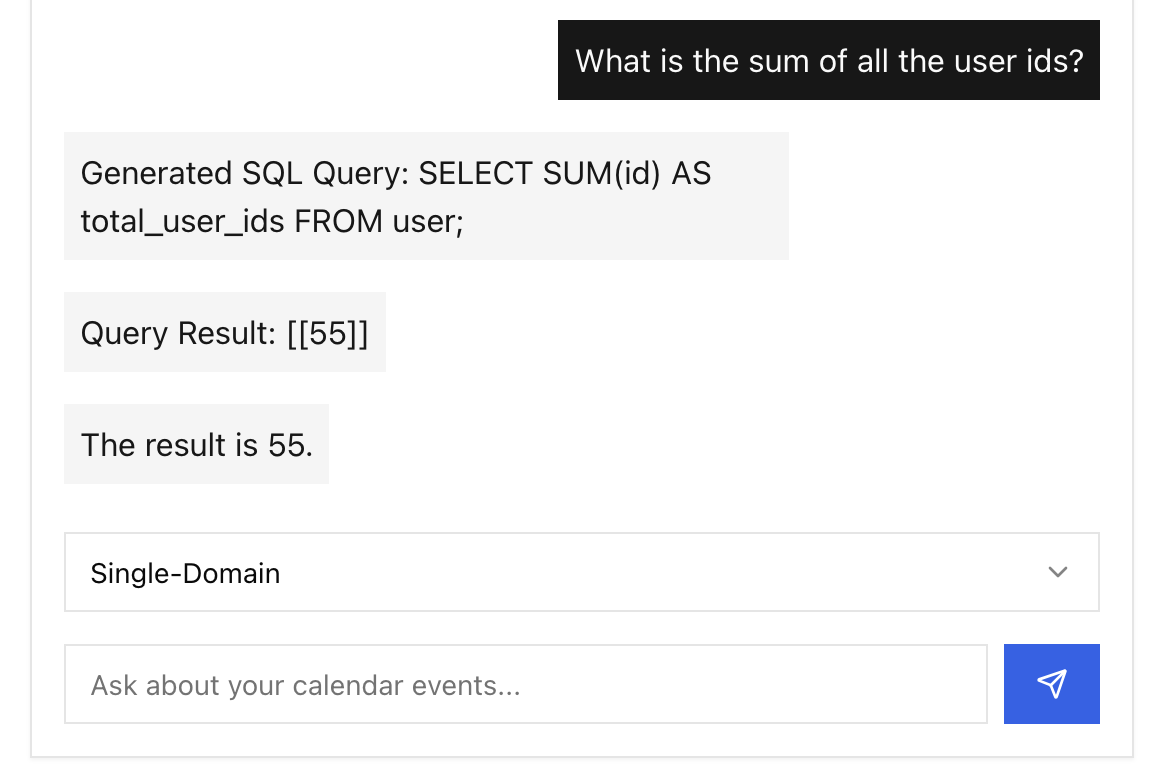 What is the sum of all the user ids?
Generated SQL Query: SELECT SUM(id) AS
total_user_ids FROM user;
Query Result: [[55]]
The result is 55.
Single-Domain
Ask about your calendar events...